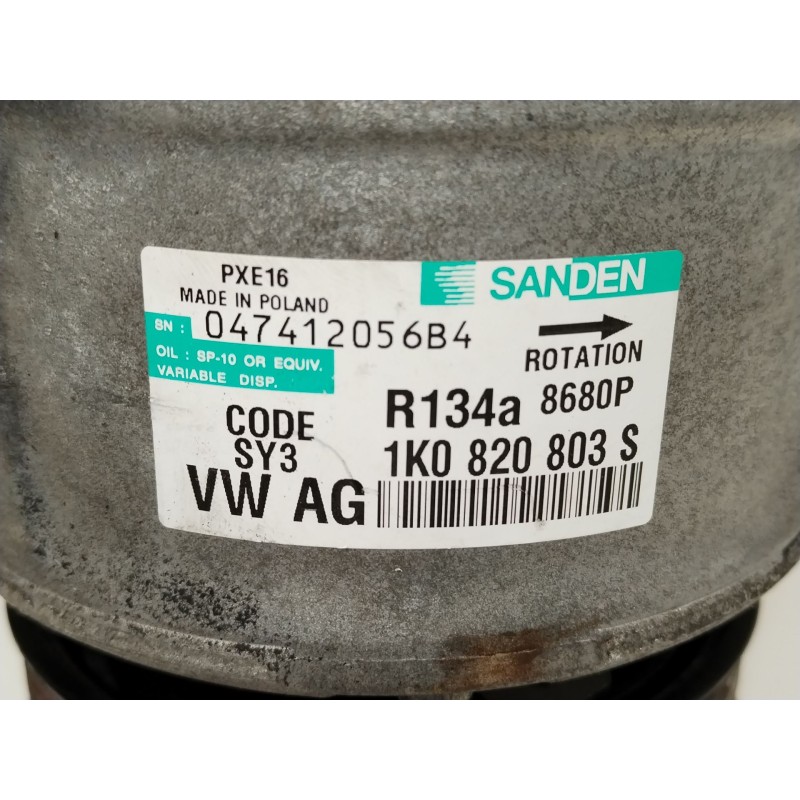 PXE16
MADE IN POLAND
SANDEN
SN : 047412056B4
ROTATION
OIL : SP-10 OR EQUIV.
VARIABLE DISP.
R134a 8680P
CODE
SY3
1K0 820 803 S
VW AG